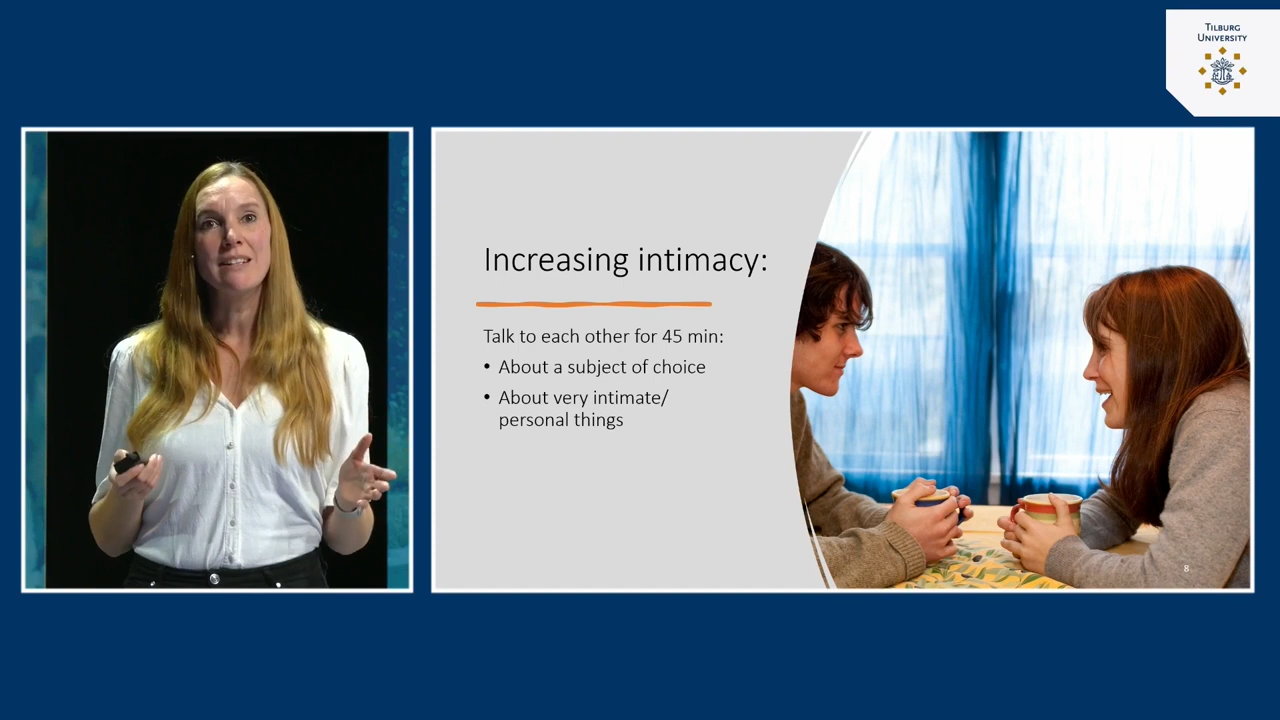 TILBURG
UNIVERSITY
Increasing intimacy:
Talk to each other for 45 min:
• About a subject of choice
• About very intimate/
personal things
8